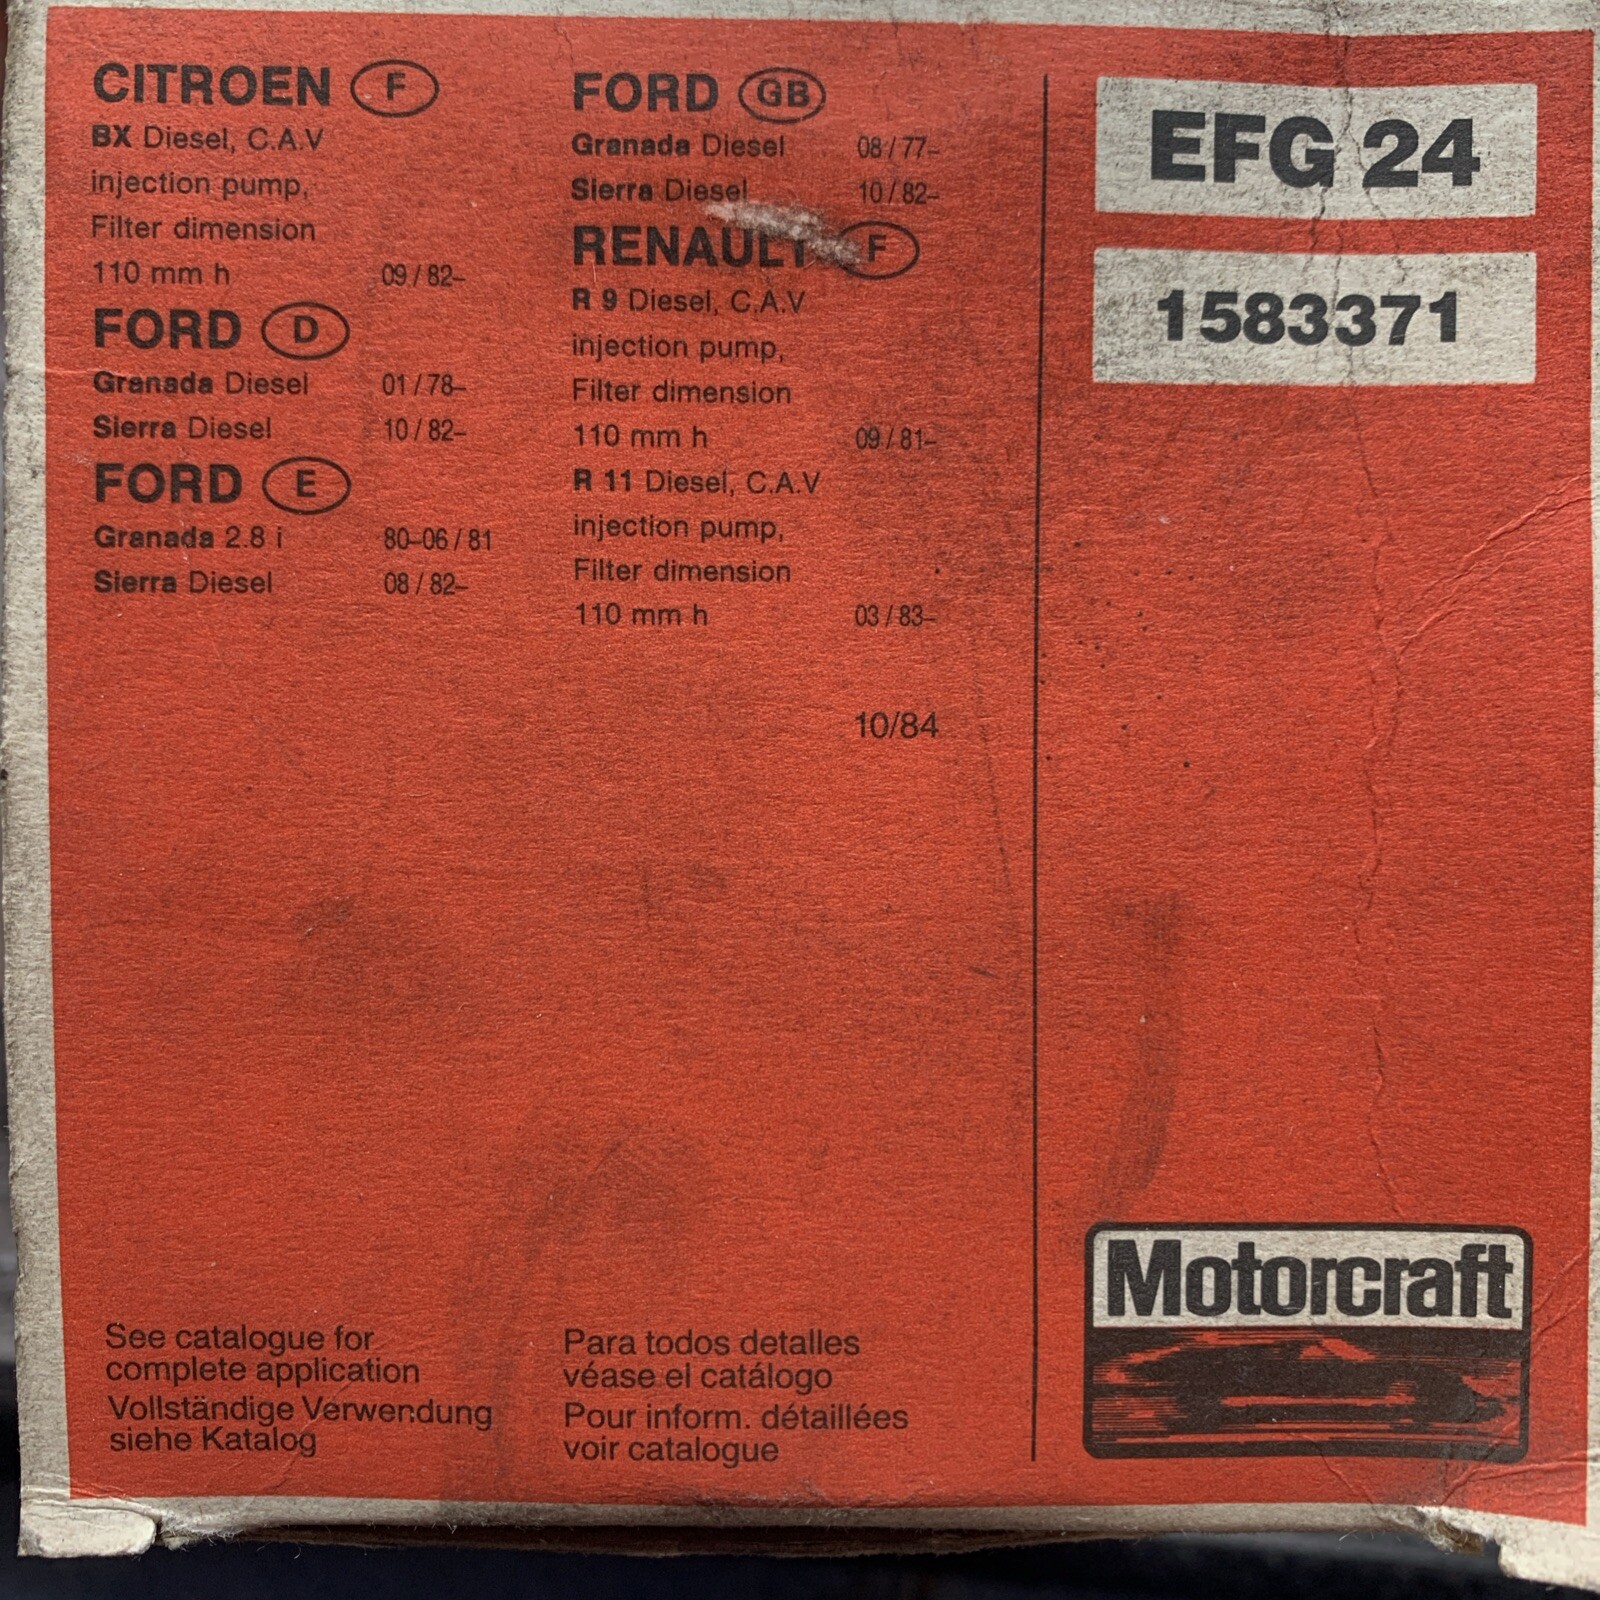 CITROEN F
BX Diesel, C.A.V
injection pump,
Filter dimension
110 mm h 09/82–
FORD D
Granada Diesel 01/78–
Sierra Diesel 10/82–
FORD E
Granada 2.8 i 80–06/81
Sierra Diesel 08/82–
FORD GB
Granada Diesel 08/77–
Sierra Diesel 10/82–
RENAULT F
R 9 Diesel, C.A.V
injection pump,
Filter dimension
110 mm h 09/81–
R 11 Diesel, C.A.V
injection pump,
Filter dimension
110 mm h 03/83–
10/84
EFG 24
1583371
See catalogue for
complete application
Vollständige Verwendung
siehe Katalog
Para todos detalles
véase el catálogo
Pour inform. détaillées
voir catalogue
Motorcraft